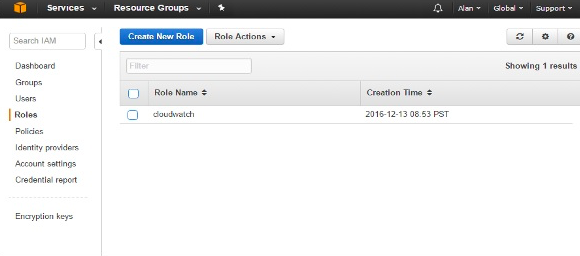 Services Resource Groups Alan Global Support
Search IAM
Create New Role Role Actions
Filter Showing 1 results
Role Name Creation Time
cloudwatch 2016-12-13 08:53 PST
Dashboard
Groups
Users
Roles
Policies
Identity providers
Account settings
Credential report
Encryption keys